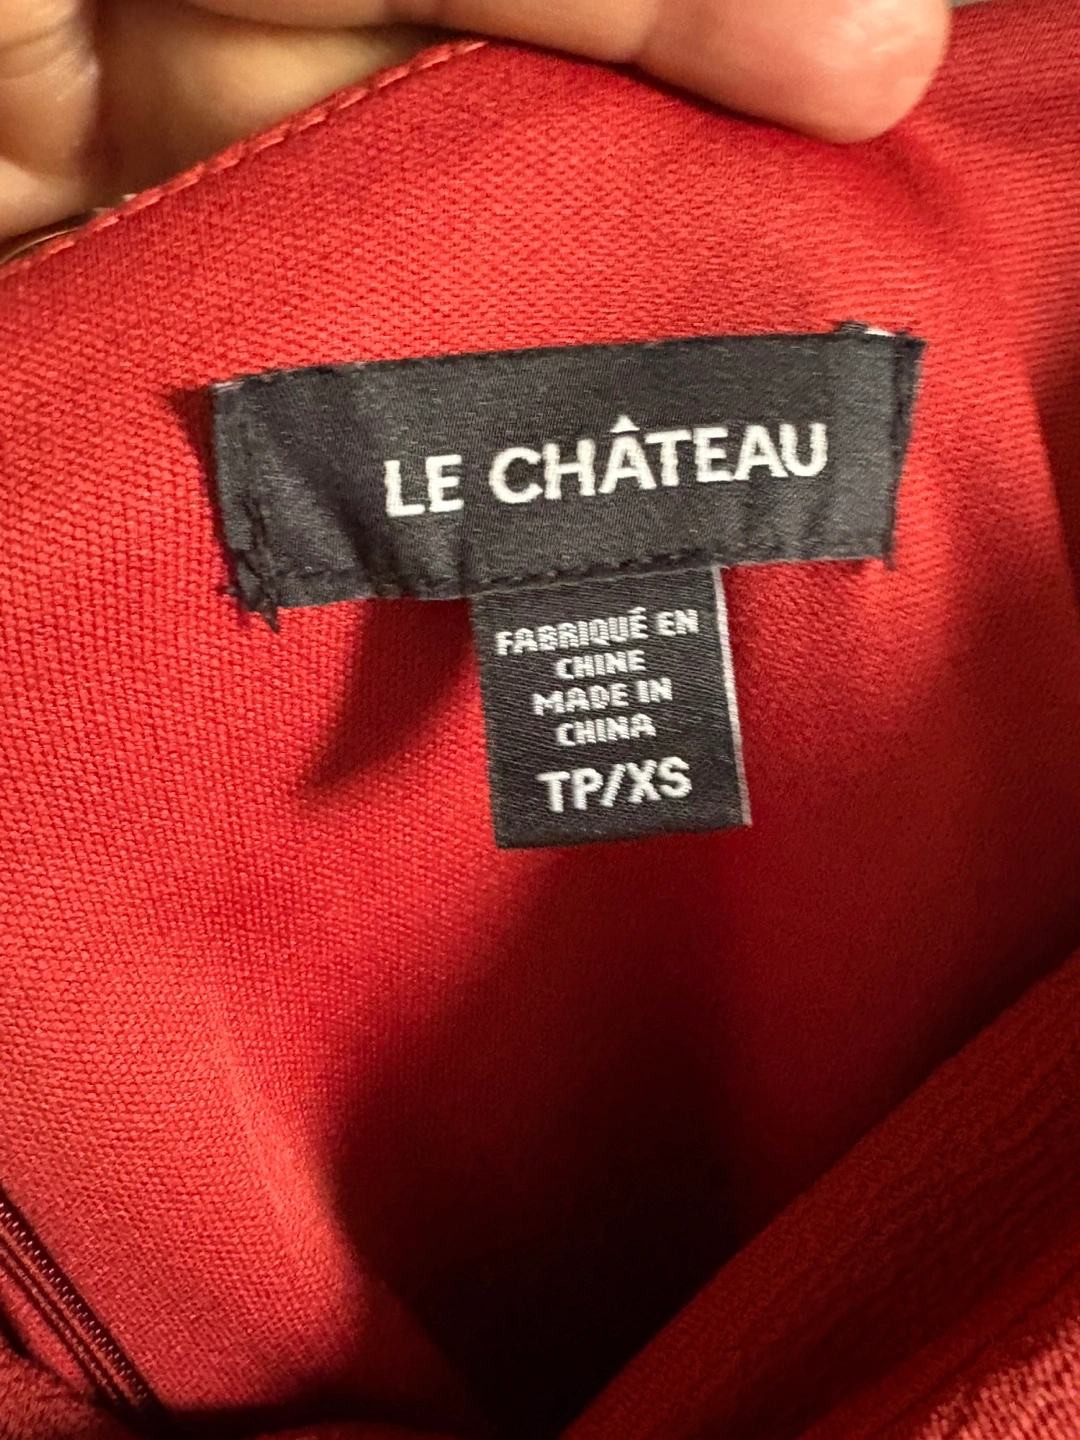 LE CHÂTEAU
FABRIQUÉ EN
CHINE
MADE IN
CHINA
TP/XS